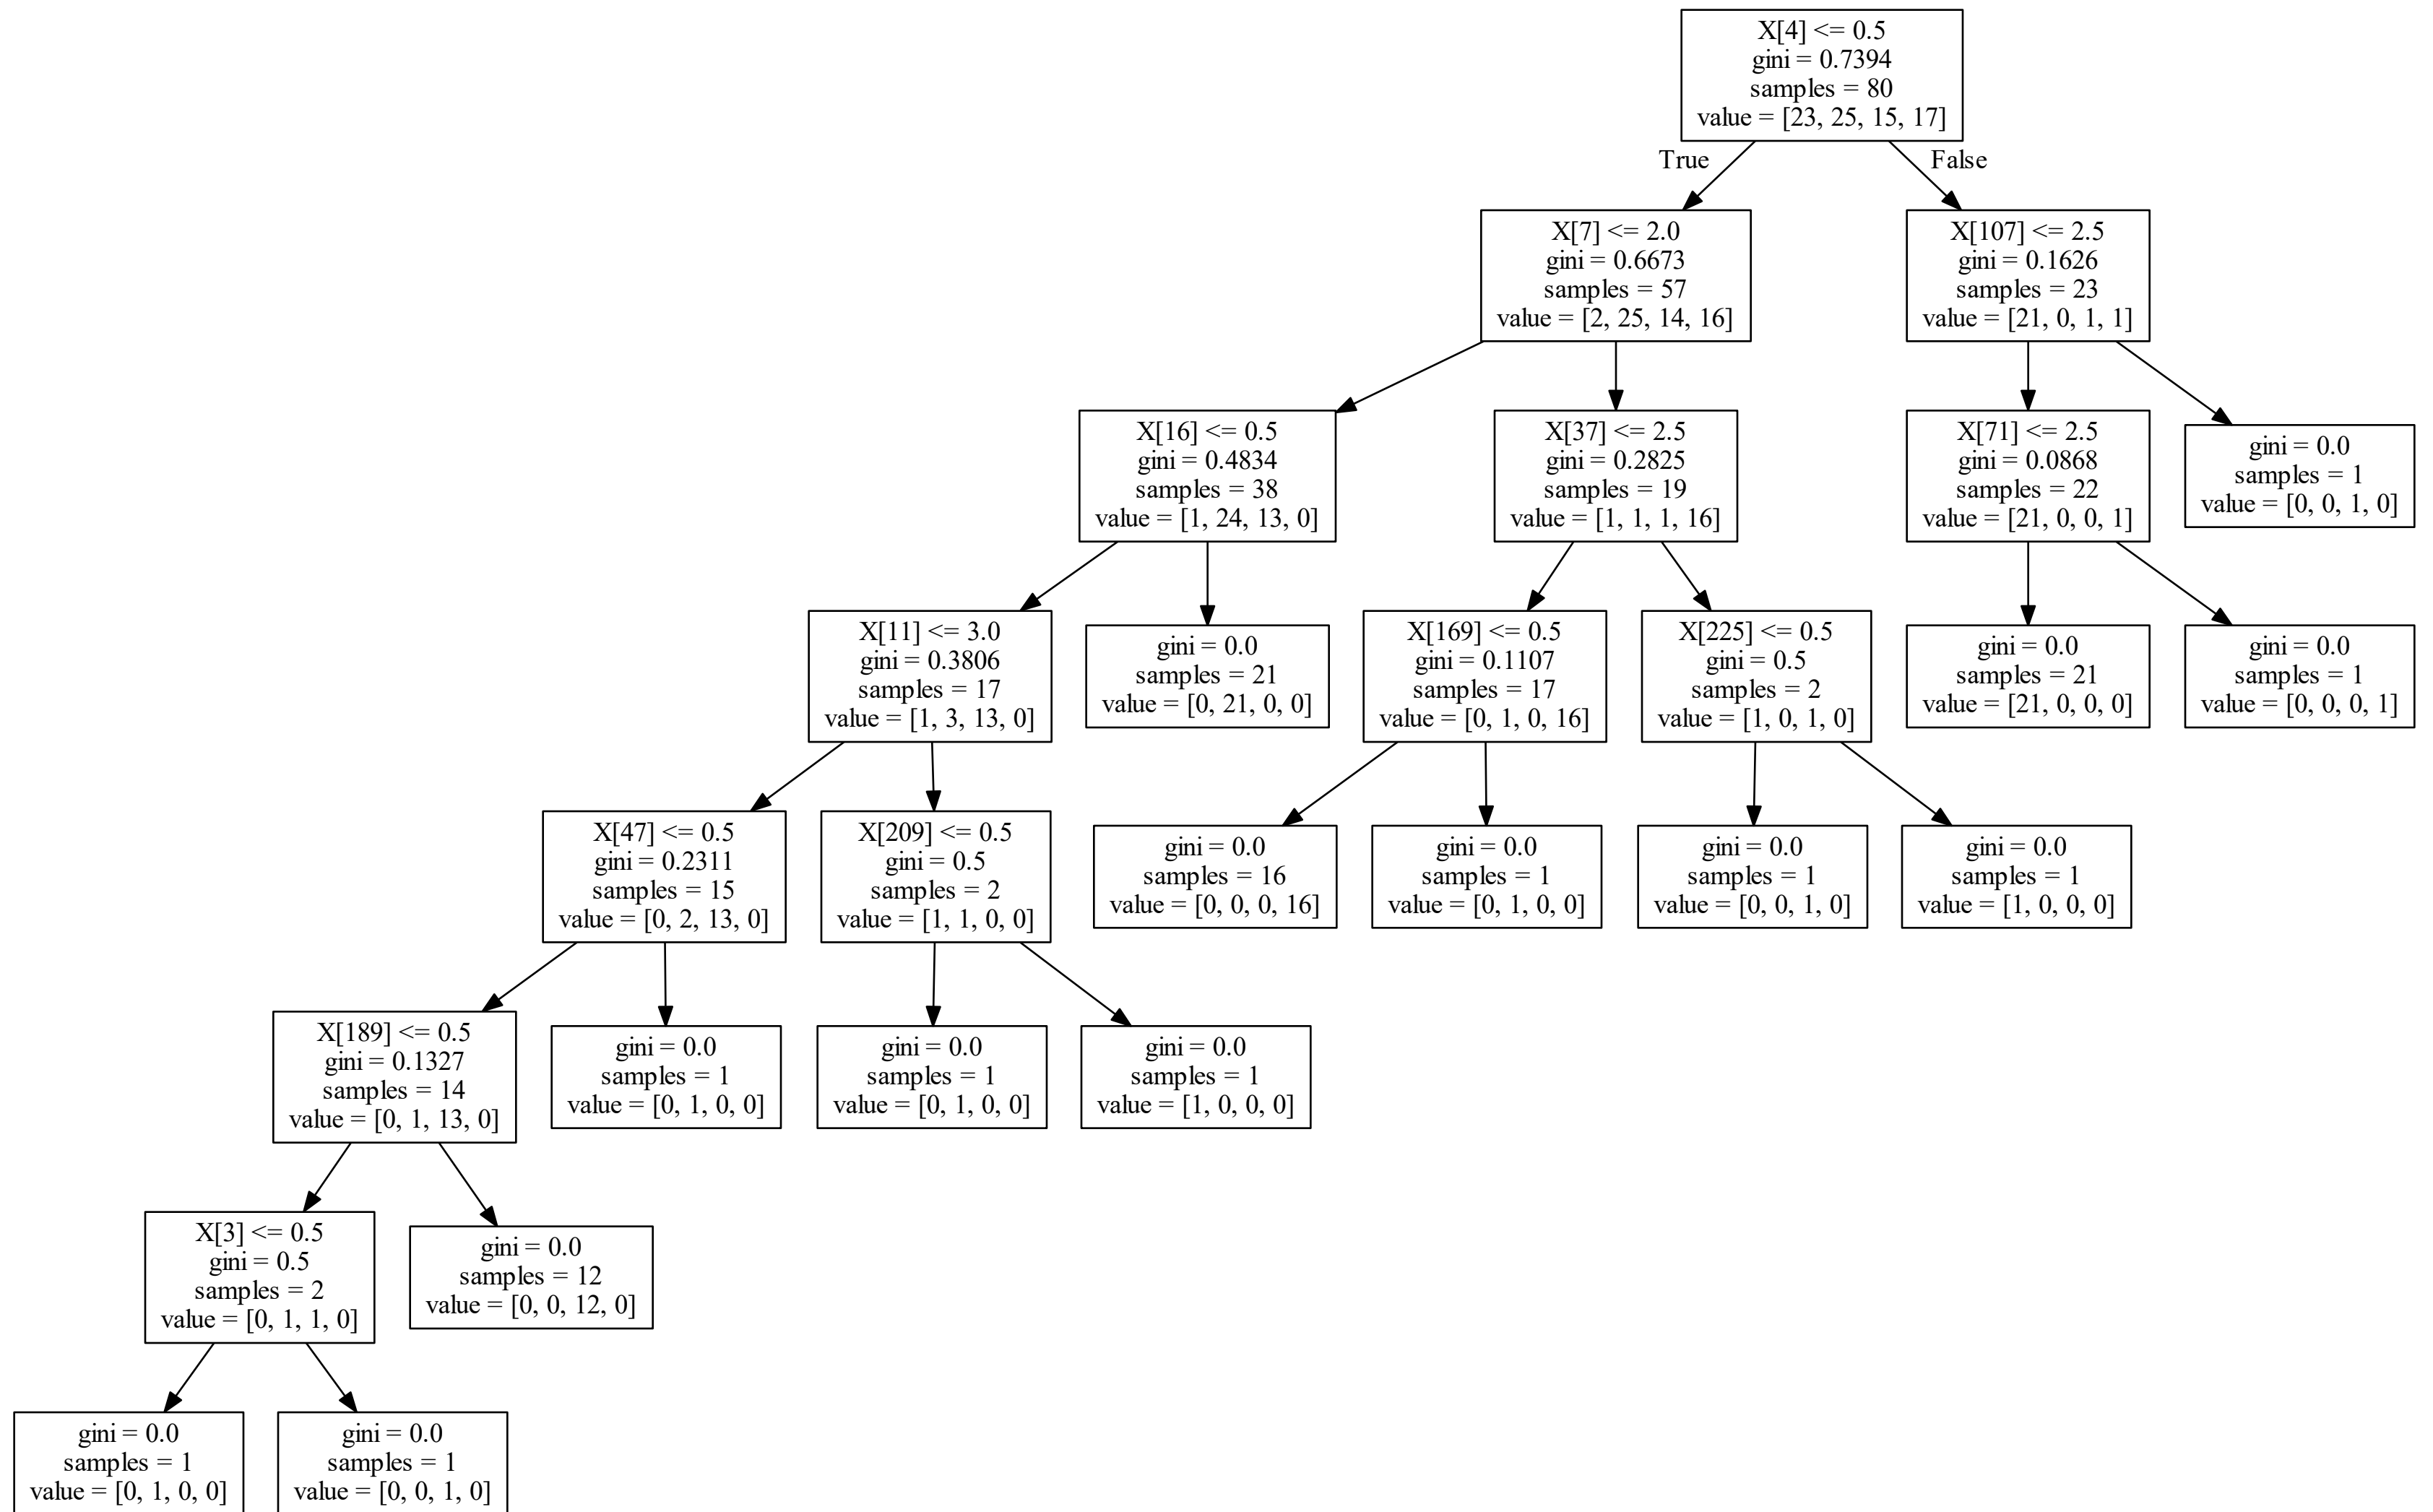 X[4] <= 0.5
gini = 0.7394
samples = 80
value = [23, 25, 15, 17]
True
False
X[7] <= 2.0
gini = 0.6673
samples = 57
value = [2, 25, 14, 16]
X[107] <= 2.5
gini = 0.1626
samples = 23
value = [21, 0, 1, 1]
X[16] <= 0.5
gini = 0.4834
samples = 38
value = [1, 24, 13, 0]
X[37] <= 2.5
gini = 0.2825
samples = 19
value = [1, 1, 1, 16]
X[71] <= 2.5
gini = 0.0868
samples = 22
value = [21, 0, 0, 1]
gini = 0.0
samples = 1
value = [0, 0, 1, 0]
X[11] <= 3.0
gini = 0.3806
samples = 17
value = [1, 3, 13, 0]
gini = 0.0
samples = 21
value = [0, 21, 0, 0]
X[169] <= 0.5
gini = 0.1107
samples = 17
value = [0, 1, 0, 16]
X[225] <= 0.5
gini = 0.5
samples = 2
value = [1, 0, 1, 0]
gini = 0.0
samples = 21
value = [21, 0, 0, 0]
gini = 0.0
samples = 1
value = [0, 0, 0, 1]
X[47] <= 0.5
gini = 0.2311
samples = 15
value = [0, 2, 13, 0]
X[209] <= 0.5
gini = 0.5
samples = 2
value = [1, 1, 0, 0]
gini = 0.0
samples = 16
value = [0, 0, 0, 16]
gini = 0.0
samples = 1
value = [0, 1, 0, 0]
gini = 0.0
samples = 1
value = [0, 0, 1, 0]
gini = 0.0
samples = 1
value = [1, 0, 0, 0]
X[189] <= 0.5
gini = 0.1327
samples = 14
value = [0, 1, 13, 0]
gini = 0.0
samples = 1
value = [0, 1, 0, 0]
gini = 0.0
samples = 1
value = [0, 1, 0, 0]
gini = 0.0
samples = 1
value = [1, 0, 0, 0]
X[3] <= 0.5
gini = 0.5
samples = 2
value = [0, 1, 1, 0]
gini = 0.0
samples = 12
value = [0, 0, 12, 0]
gini = 0.0
samples = 1
value = [0, 1, 0, 0]
gini = 0.0
samples = 1
value = [0, 0, 1, 0]